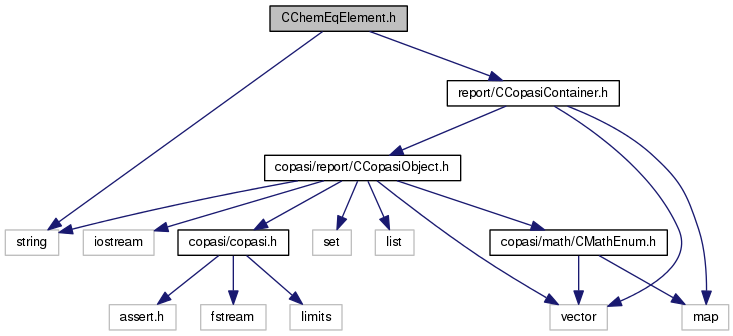 CChemEqElement.h
report/CCopasiContainer.h
copasi/report/CCopasiObject.h
string
iostream
copasi/copasi.h
set
list
copasi/math/CMathEnum.h
assert.h
fstream
limits
vector
map